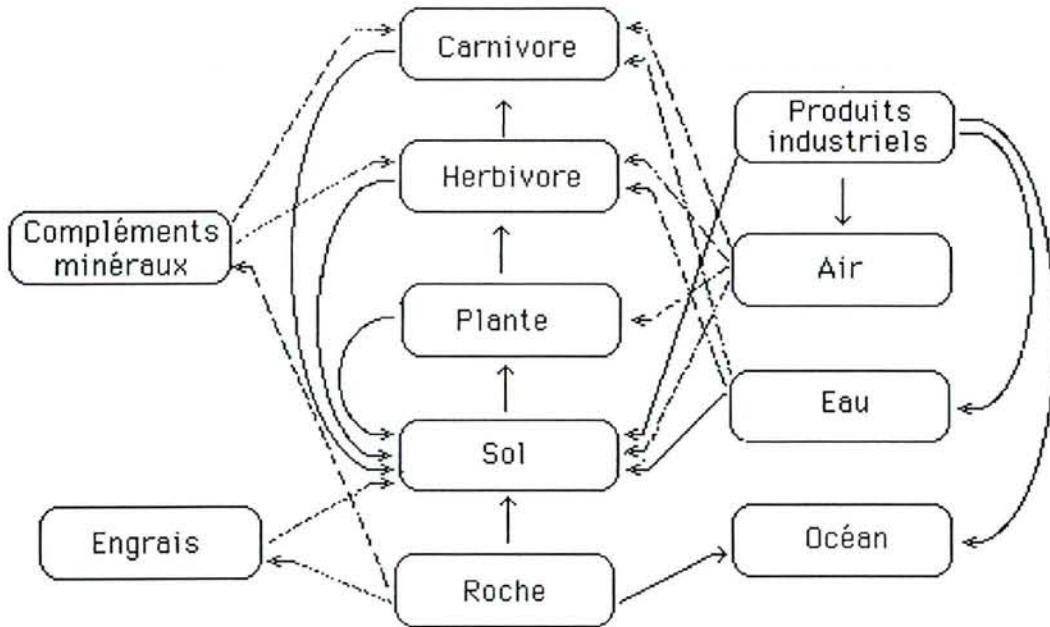 Carnivore
Produits
industriels
Herbivore
Compléments
minéraux
Air
Plante
Eau
Sol
Engrais
Océan
Roche